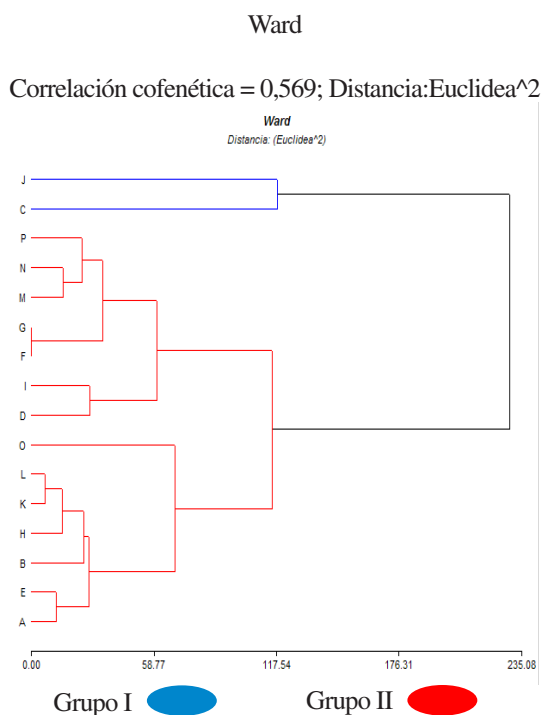 Ward
Correlación cofenética = 0,569; Distancia:Euclidea^2
Ward
Distancia: (Euclidea^2)
J
C
P
N
M
G
F
I
D
O
L
K
H
B
E
A
0.00 58.77 117.54 176.31 235.08
Grupo I Grupo II